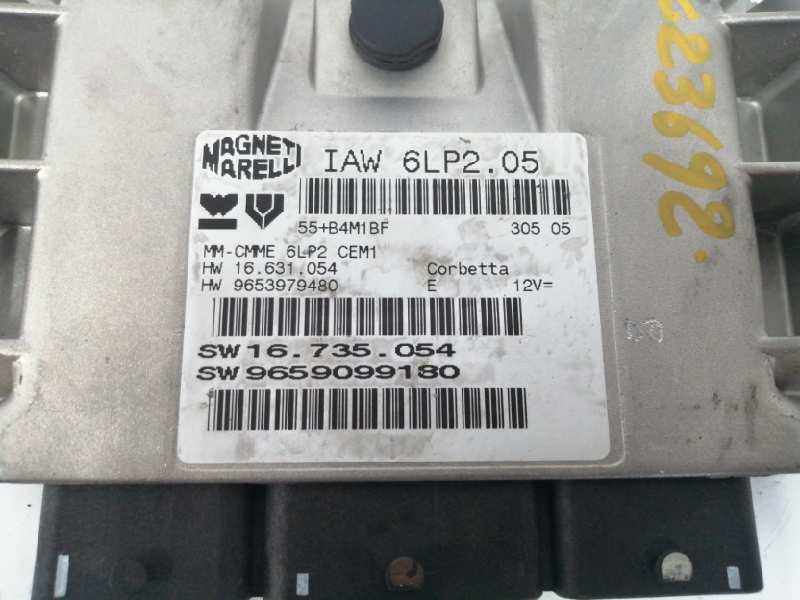 MAGNETI MARELLI
IAW 6LP2.05
55+B4M1BF 305 05
MM-CMME 6LP2 CEM1
HW 16.631.054 Corbetta
HW 9653979480 E 12V=
SW 16.735.054
SW 9659099180
623692.